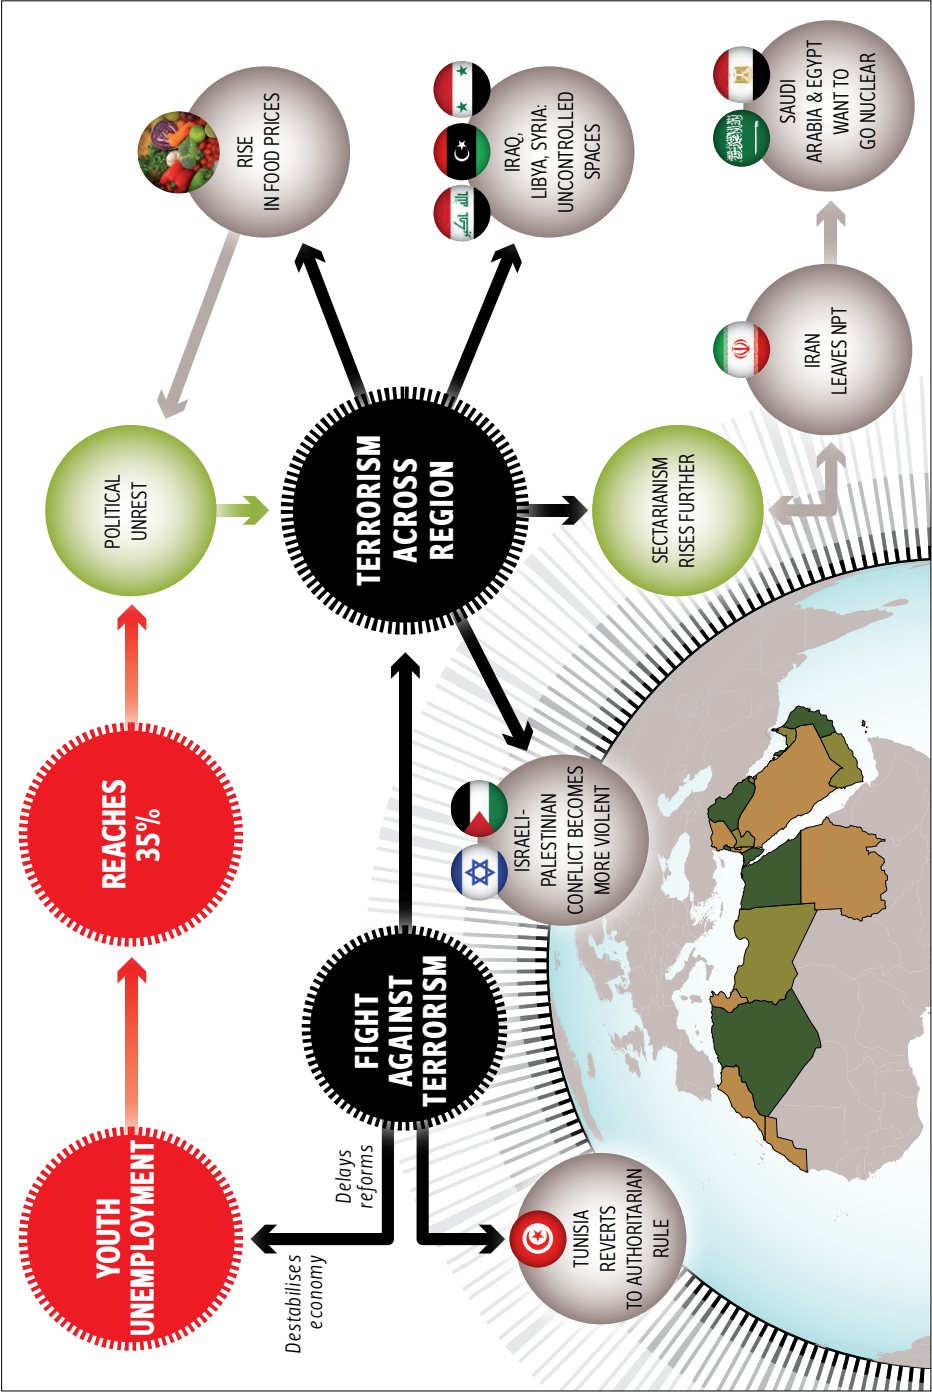 YOUTH
UNEMPLOYMENT
REACHES
35%
POLITICAL
UNREST
RISE
IN FOOD PRICES
Destabilises
economy
Delays
reforms
FIGHT
AGAINST
TERRORISM
TERRORISM
ACROSS
REGION
الله اكبر
IRAQ,
LIBYA, SYRIA:
UNCONTROLLED
SPACES
TUNISIA
REVERTS
TO AUTHORITARIAN
RULE
ISRAELI-
PALESTINIAN
CONFLICT BECOMES
MORE VIOLENT
SECTARIANISM
RISES FURTHER
IRAN
LEAVES NPT
SAUDI
ARABIA & EGYPT
WANT TO
GO NUCLEAR